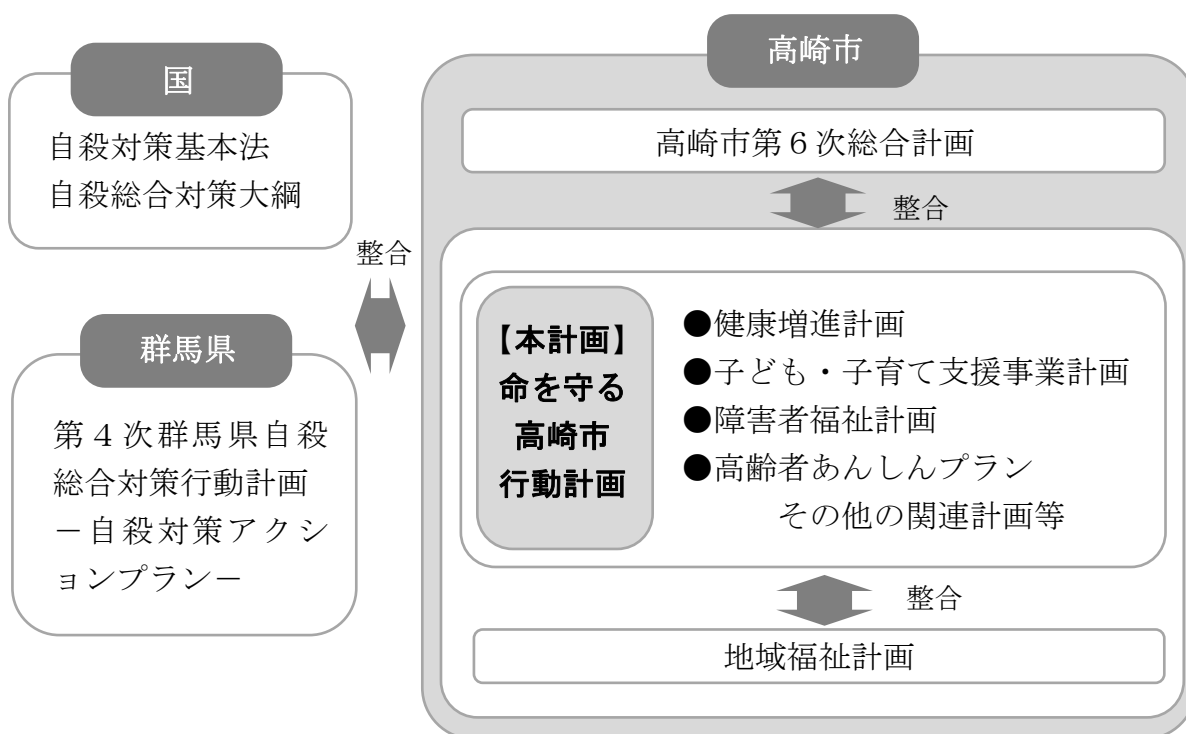 国
自殺対策基本法
自殺総合対策大綱
整合
群馬県
第４次群馬県自殺
総合対策行動計画
－自殺対策アクシ
ョンプラン－
高崎市
高崎市第６次総合計画
整合
【本計画】
命を守る
高崎市
行動計画
●健康増進計画
●子ども・子育て支援事業計画
●障害者福祉計画
●高齢者あんしんプラン
その他の関連計画等
整合
地域福祉計画